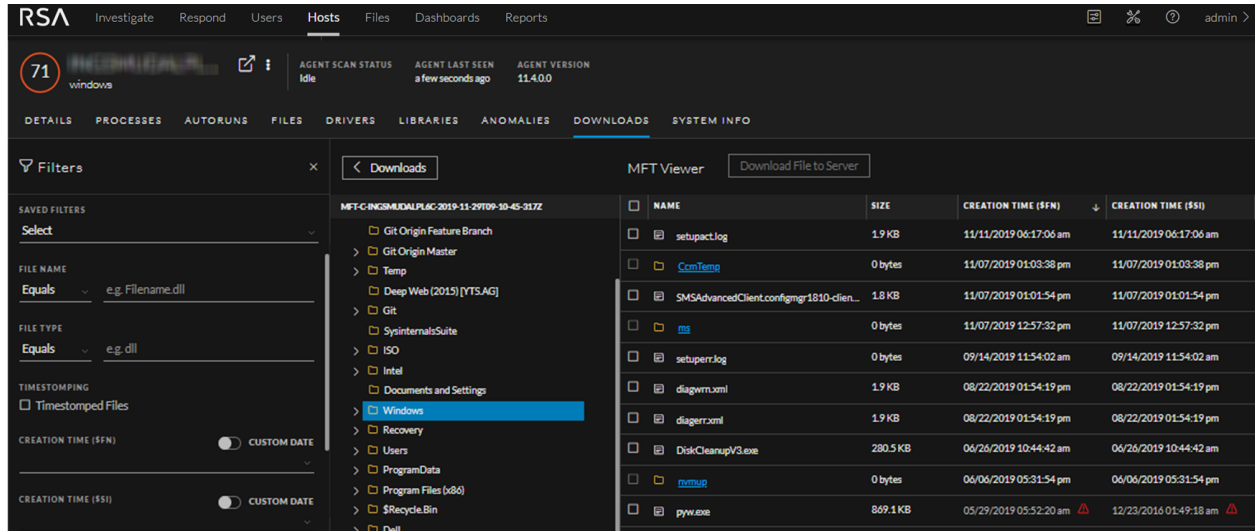 RSA Investigate Respond Users Hosts Files Dashboards Reports admin
71
windows
AGENT SCAN STATUS AGENT LAST SEEN AGENT VERSION
Idle a few seconds ago 11.4.0.0
DETAILS PROCESSES AUTORUNS FILES DRIVERS LIBRARIES ANOMALIES DOWNLOADS SYSTEM INFO
Filters
SAVED FILTERS
Select
FILE NAME
Equals e.g. Filename.dll
FILE TYPE
Equals e.g. dll
TIMESTOMPING
Timestomped Files
CREATION TIME ($FN) CUSTOM DATE
CREATION TIME ($SI) CUSTOM DATE
Downloads
MFT-C-INGSMUDALPL6C-2019-11-29T09-10-45-317Z
Git Origin Feature Branch
Git Origin Master
Temp
Deep Web (2015) [YTS.AG]
Git
SysinternalsSuite
ISO
Intel
Documents and Settings
Windows
Recovery
Users
ProgramData
Program Files (x86)
$Recycle.Bin
Dell
MFT Viewer Download File to Server
NAME SIZE CREATION TIME ($FN) CREATION TIME ($SI)
setupact.log 1.9 KB 11/11/2019 06:17:06 am 11/11/2019 06:17:06 am
CcmTemp 0 bytes 11/07/2019 01:03:38 pm 11/07/2019 01:03:38 pm
SMSAdvancedClient.configmgr1810-clien... 1.8 KB 11/07/2019 01:01:54 pm 11/07/2019 01:01:54 pm
ms 0 bytes 11/07/2019 12:57:32 pm 11/07/2019 12:57:32 pm
setuperr.log 0 bytes 09/14/2019 11:54:02 am 09/14/2019 11:54:02 am
diagwrn.xml 1.9 KB 08/22/2019 01:54:19 pm 08/22/2019 01:54:19 pm
diagerr.xml 1.9 KB 08/22/2019 01:54:19 pm 08/22/2019 01:54:19 pm
DiskCleanupV3.exe 280.5 KB 06/26/2019 10:44:42 am 06/26/2019 10:44:42 am
nvmup 0 bytes 06/06/2019 05:31:54 pm 06/06/2019 05:31:54 pm
pyw.exe 869.1 KB 05/29/2019 05:52:20 am 12/23/2016 01:49:18 am